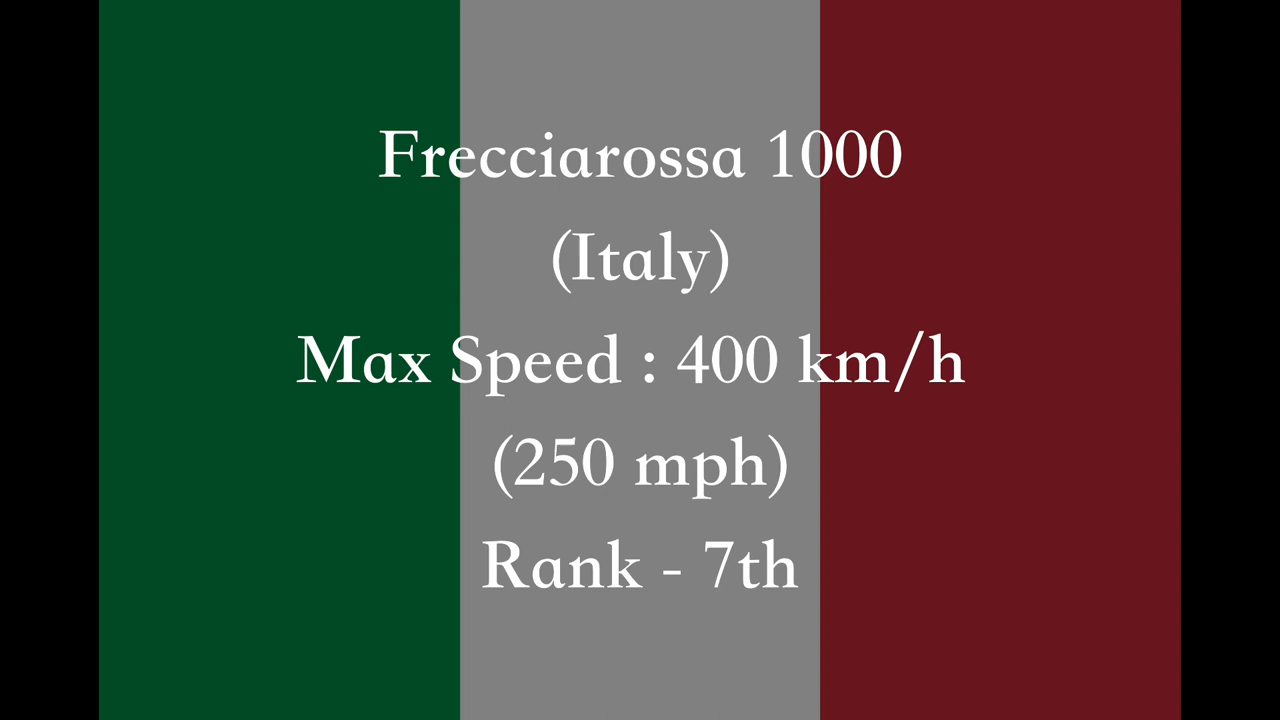 Frecciarossa 1000
(Italy)
Max Speed : 400 km/h
(250 mph)
Rank - 7th